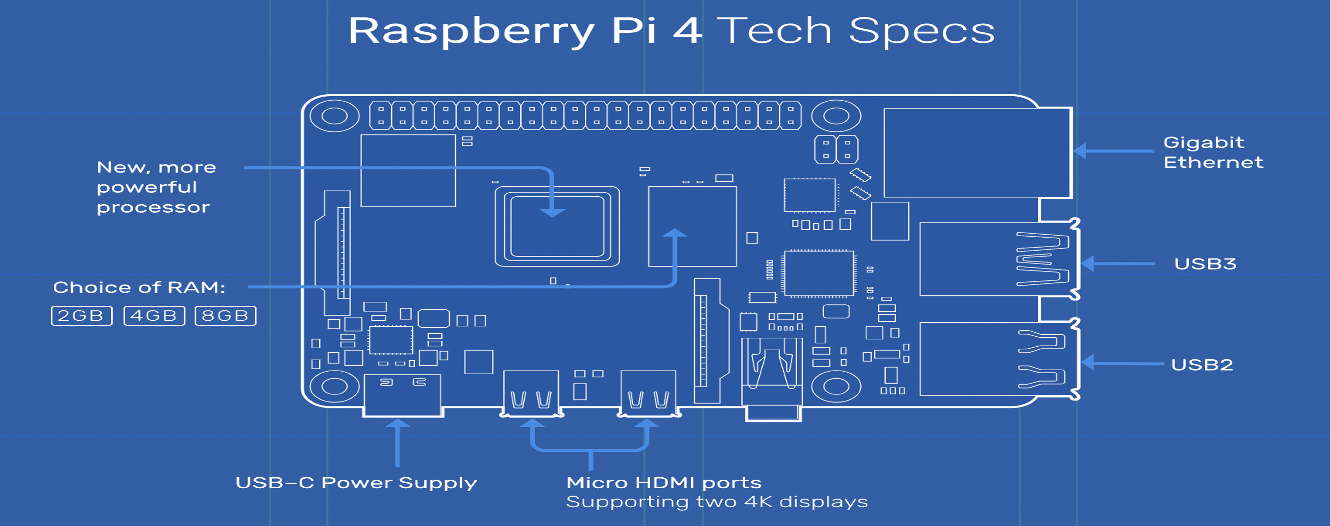 Raspberry Pi 4 Tech Specs
New, more
powerful
processor
Choice of RAM:
2GB 4GB 8GB
Gigabit
Ethernet
USB3
USB2
USB-C Power Supply
Micro HDMI ports
Supporting two 4K displays